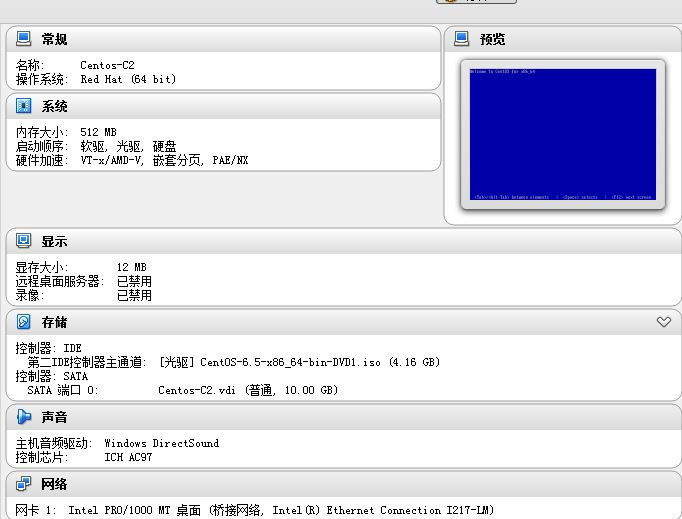 常规
名称: Centos-C2
操作系统: Red Hat (64 bit)
预览
Welcome to CentOS for x86_64
<Tab>/<Alt-Tab> between elements | <Space> selects | <F12> next screen
系统
内存大小: 512 MB
启动顺序: 软驱, 光驱, 硬盘
硬件加速: VT-x/AMD-V, 嵌套分页, PAE/NX
显示
显存大小: 12 MB
远程桌面服务器: 已禁用
录像: 已禁用
存储
控制器: IDE
第二IDE控制器主通道: [光驱] CentOS-6.5-x86_64-bin-DVD1.iso (4.16 GB)
控制器: SATA
SATA 端口 0: Centos-C2.vdi (普通, 10.00 GB)
声音
主机音频驱动: Windows DirectSound
控制芯片: ICH AC97
网络
网卡 1: Intel PRO/1000 MT 桌面 (桥接网络, Intel(R) Ethernet Connection I217-LM)